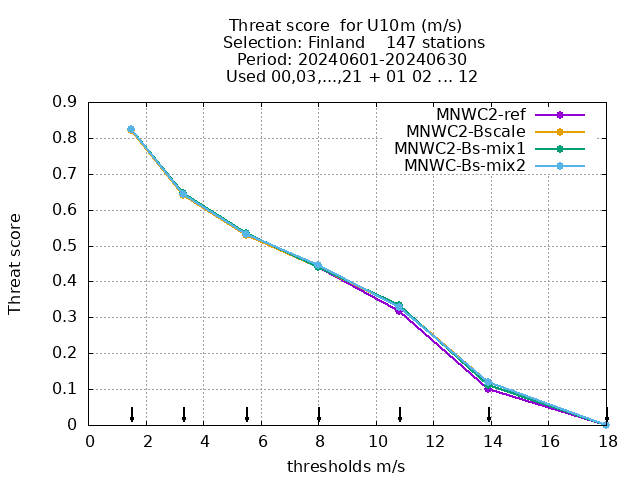 Threat score  for U10m (m/s)
Selection: Finland    147 stations
Period: 20240601-20240630
Used 00,03,...,21 + 01 02 ... 12
MNWC2-ref
MNWC2-Bscale
MNWC2-Bs-mix1
MNWC-Bs-mix2
Threat score
0.9
0.8
0.7
0.6
0.5
0.4
0.3
0.2
0.1
0
0 2 4 6 8 10 12 14 16 18
thresholds m/s